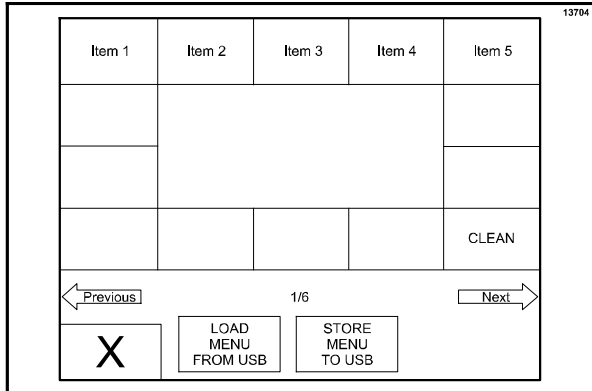 13704
Item 1
Item 2
Item 3
Item 4
Item 5
CLEAN
Previous
1/6
Next
X
LOAD
MENU
FROM USB
STORE
MENU
TO USB